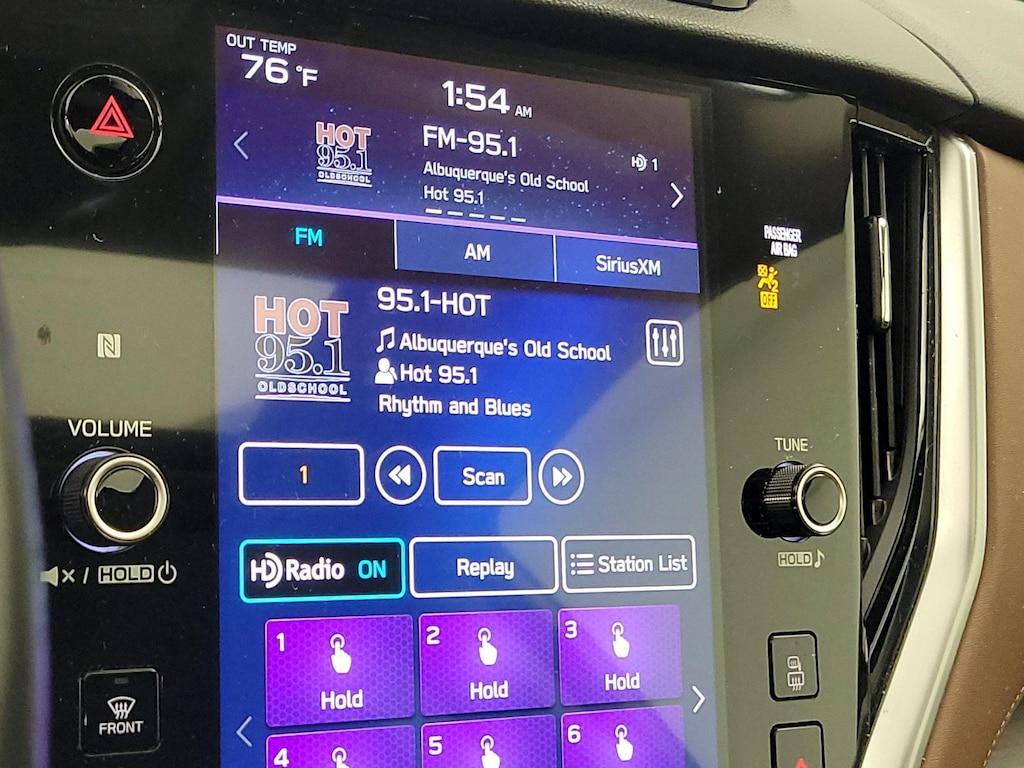 OUT TEMP
76 °F
1:54 AM
HOT
95.1
OLDSCHOOL
FM-95.1
Albuquerque's Old School
Hot 95.1
HD 1
FM
AM
SiriusXM
PASSENGER
AIR BAG
OFF
HOT
95.1
OLDSCHOOL
95.1-HOT
Albuquerque's Old School
Hot 95.1
Rhythm and Blues
N
VOLUME
TUNE
1
Scan
HOLD
HD Radio ON
Replay
Station List
HOLD
1
Hold
2
Hold
3
Hold
FRONT
4
5
6